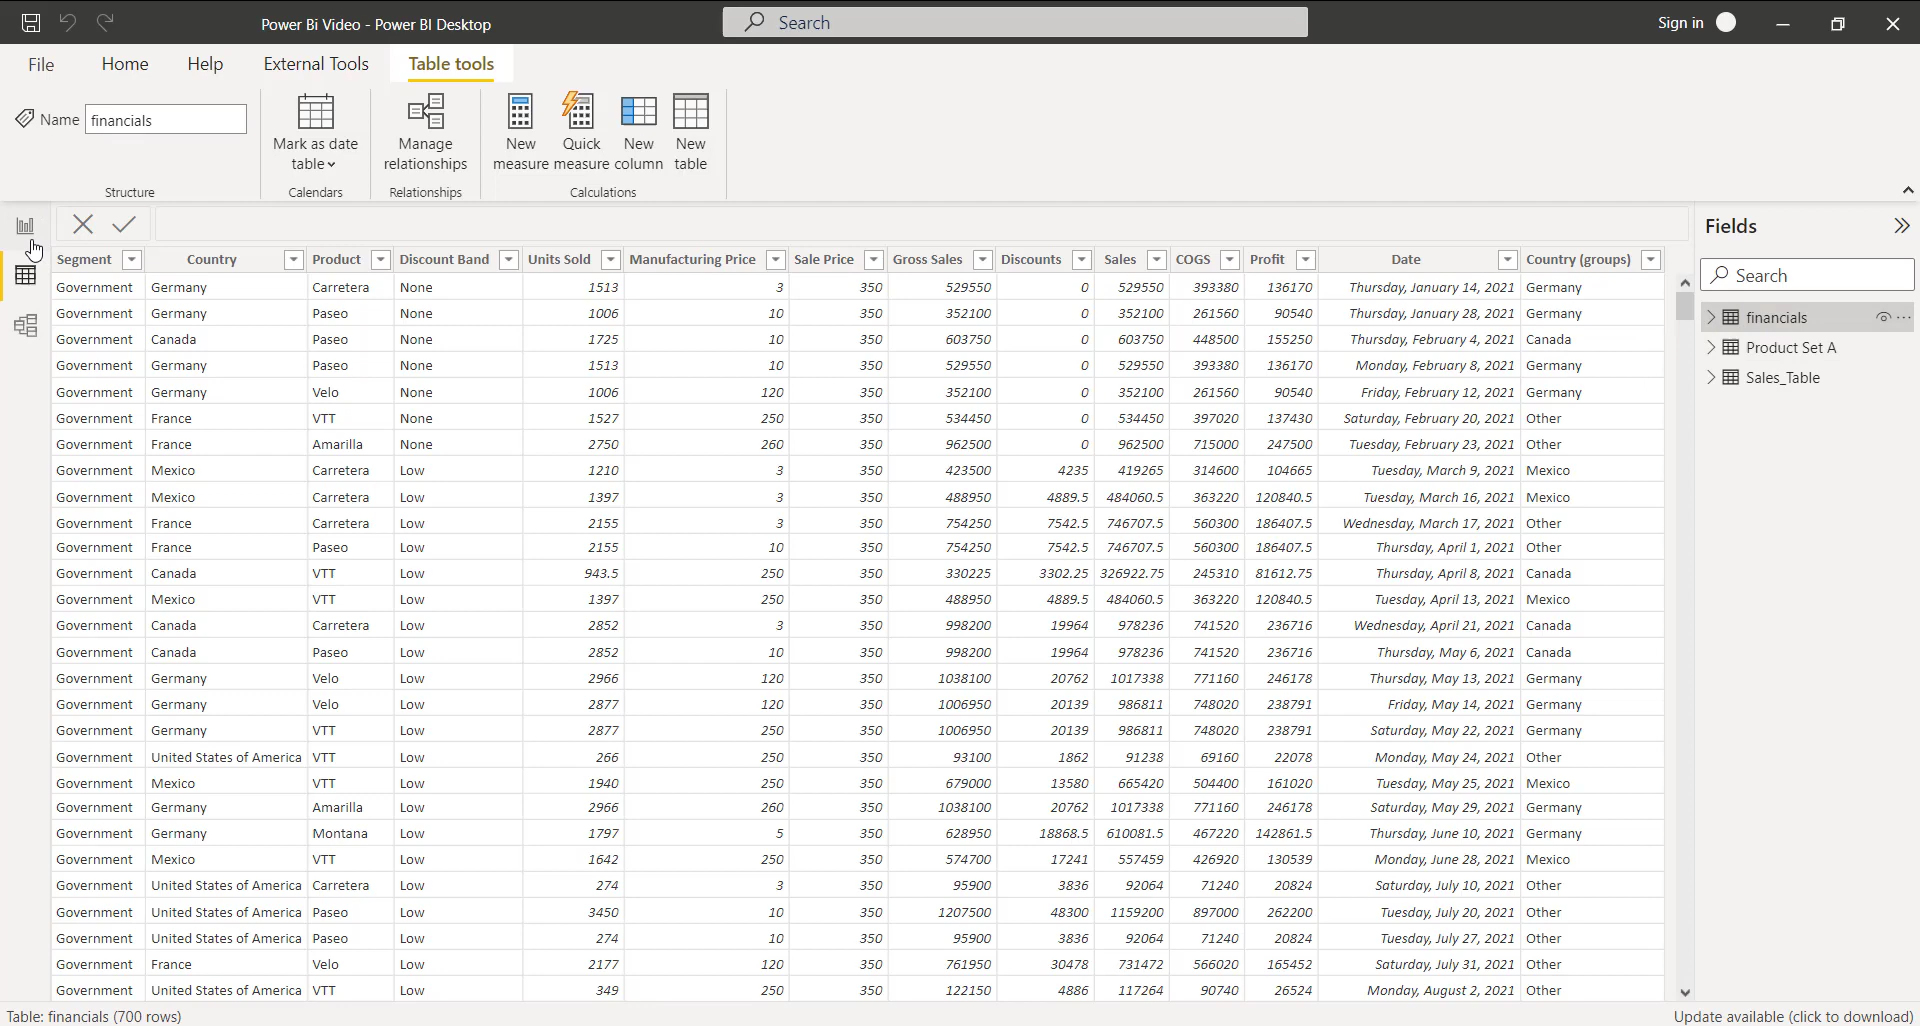 Power Bi Video - Power BI Desktop
Search
Sign in
File Home Help External Tools Table tools
Name financials
Mark as date table
Manage relationships
New measure
Quick measure
New column
New table
Structure Calendars Relationships Calculations
Fields
Search
financials
Product Set A
Sales_Table
Segment Country Product Discount Band Units Sold Manufacturing Price Sale Price Gross Sales Discounts Sales COGS Profit Date Country (groups)
Government Germany Carretera None 1513 3 350 529550 0 529550 393380 136170 Thursday, January 14, 2021 Germany
Government Germany Paseo None 1006 10 350 352100 0 352100 261560 90540 Thursday, January 28, 2021 Germany
Government Canada Paseo None 1725 10 350 603750 0 603750 448500 155250 Thursday, February 4, 2021 Canada
Government Germany Paseo None 1513 10 350 529550 0 529550 393380 136170 Monday, February 8, 2021 Germany
Government Germany Velo None 1006 120 350 352100 0 352100 261560 90540 Friday, February 12, 2021 Germany
Government France VTT None 1527 250 350 534450 0 534450 397020 137430 Saturday, February 20, 2021 Other
Government France Amarilla None 2750 260 350 962500 0 962500 715000 247500 Tuesday, February 23, 2021 Other
Government Mexico Carretera Low 1210 3 350 423500 4235 419265 314600 104665 Tuesday, March 9, 2021 Mexico
Government Mexico Carretera Low 1397 3 350 488950 4889.5 484060.5 363220 120840.5 Tuesday, March 16, 2021 Mexico
Government France Carretera Low 2155 3 350 754250 7542.5 746707.5 560300 186407.5 Wednesday, March 17, 2021 Other
Government France Paseo Low 2155 10 350 754250 7542.5 746707.5 560300 186407.5 Thursday, April 1, 2021 Other
Government Canada VTT Low 943.5 250 350 330225 3302.25 326922.75 245310 81612.75 Thursday, April 8, 2021 Canada
Government Mexico VTT Low 1397 250 350 488950 4889.5 484060.5 363220 120840.5 Tuesday, April 13, 2021 Mexico
Government Canada Carretera Low 2852 3 350 998200 19964 978236 741520 236716 Wednesday, April 21, 2021 Canada
Government Canada Paseo Low 2852 10 350 998200 19964 978236 741520 236716 Thursday, May 6, 2021 Canada
Government Germany Velo Low 2966 120 350 1038100 20762 1017338 771160 246178 Thursday, May 13, 2021 Germany
Government Germany Velo Low 2877 120 350 1006950 20139 986811 748020 238791 Friday, May 14, 2021 Germany
Government Germany VTT Low 2877 250 350 1006950 20139 986811 748020 238791 Saturday, May 22, 2021 Germany
Government United States of America VTT Low 266 250 350 93100 1862 91238 69160 22078 Monday, May 24, 2021 Other
Government Mexico VTT Low 1940 250 350 679000 13580 665420 504400 161020 Tuesday, May 25, 2021 Mexico
Government Germany Amarilla Low 2966 260 350 1038100 20762 1017338 771160 246178 Saturday, May 29, 2021 Germany
Government Germany Montana Low 1797 5 350 628950 18868.5 610081.5 467220 142861.5 Thursday, June 10, 2021 Germany
Government Mexico VTT Low 1642 250 350 574700 17241 557459 426920 130539 Monday, June 28, 2021 Mexico
Government United States of America Carretera Low 274 3 350 95900 3836 92064 71240 20824 Saturday, July 10, 2021 Other
Government United States of America Paseo Low 3450 10 350 1207500 48300 1159200 897000 262200 Tuesday, July 20, 2021 Other
Government United States of America Paseo Low 274 10 350 95900 3836 92064 71240 20824 Tuesday, July 27, 2021 Other
Government France Velo Low 2177 120 350 761950 30478 731472 566020 165452 Saturday, July 31, 2021 Other
Government United States of America VTT Low 349 250 350 122150 4886 117264 90740 26524 Monday, August 2, 2021 Other
Table: financials (700 rows)
Update available (click to download)